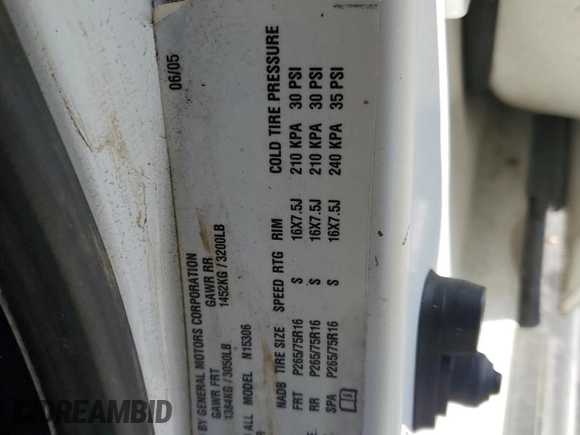 06/05
BY GENERAL MOTORS CORPORATION
GAWR FRT GAWR RR
1384KG / 3050LB 1452KG / 3200LB
ALL MODEL N15306
NADB TIRE SIZE SPEED RTG RIM COLD TIRE PRESSURE
FRT P265/75R16 S 16X7.5J 210 KPA 30 PSI
RR P265/75R16 S 16X7.5J 210 KPA 30 PSI
SPA P265/75R16 S 16X7.5J 240 KPA 35 PSI
DREAMBID